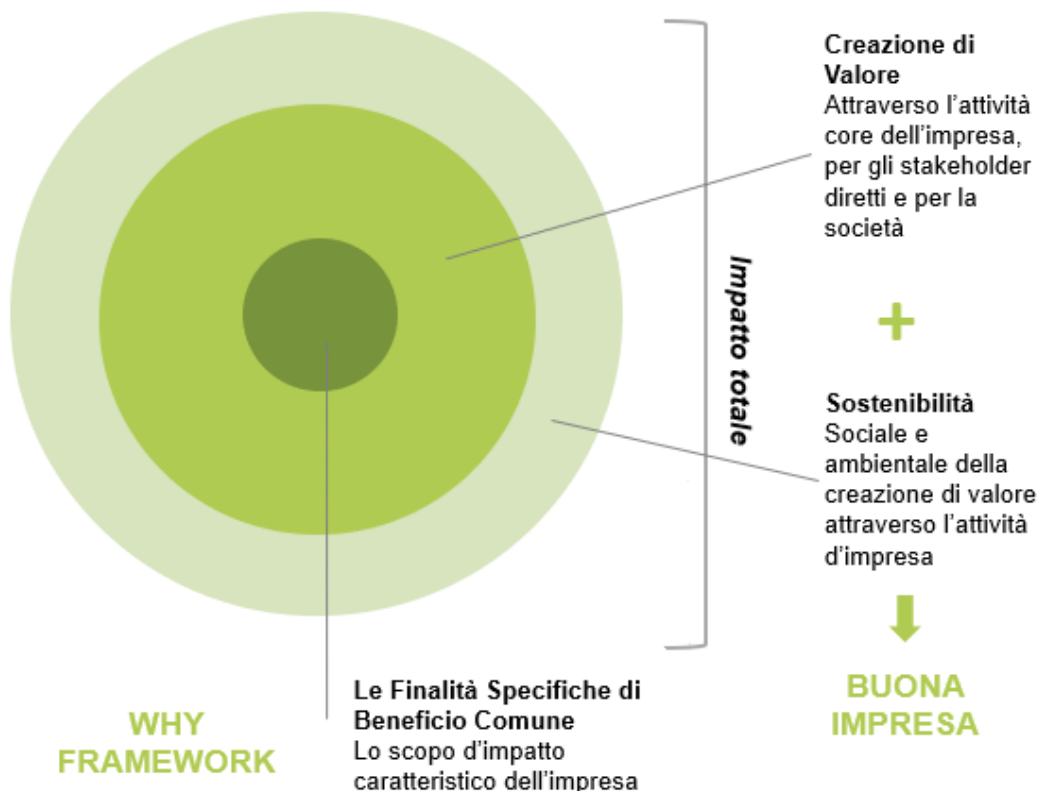 Creazione di
Valore
Attraverso l'attività
core dell'impresa,
per gli stakeholder
diretti e per la
società
Impatto totale
+
Sostenibilità
Sociale e
ambientale della
creazione di valore
attraverso l'attività
d'impresa
BUONA
IMPRESA
Le Finalità Specifiche di
Beneficio Comune
Lo scopo d'impatto
caratteristico dell'impresa
WHY
FRAMEWORK